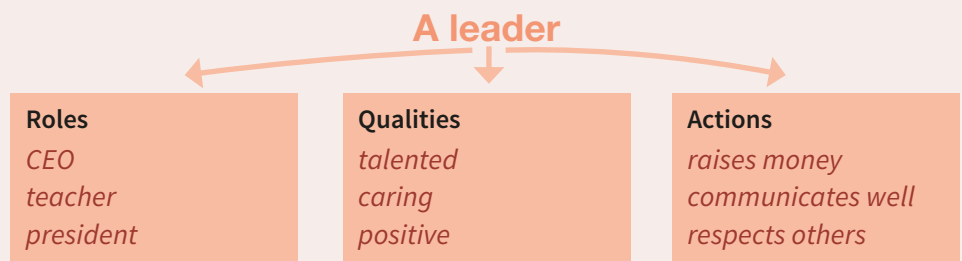 A leader
Roles
CEO
teacher
president
Qualities
talented
caring
positive
Actions
raises money
communicates well
respects others